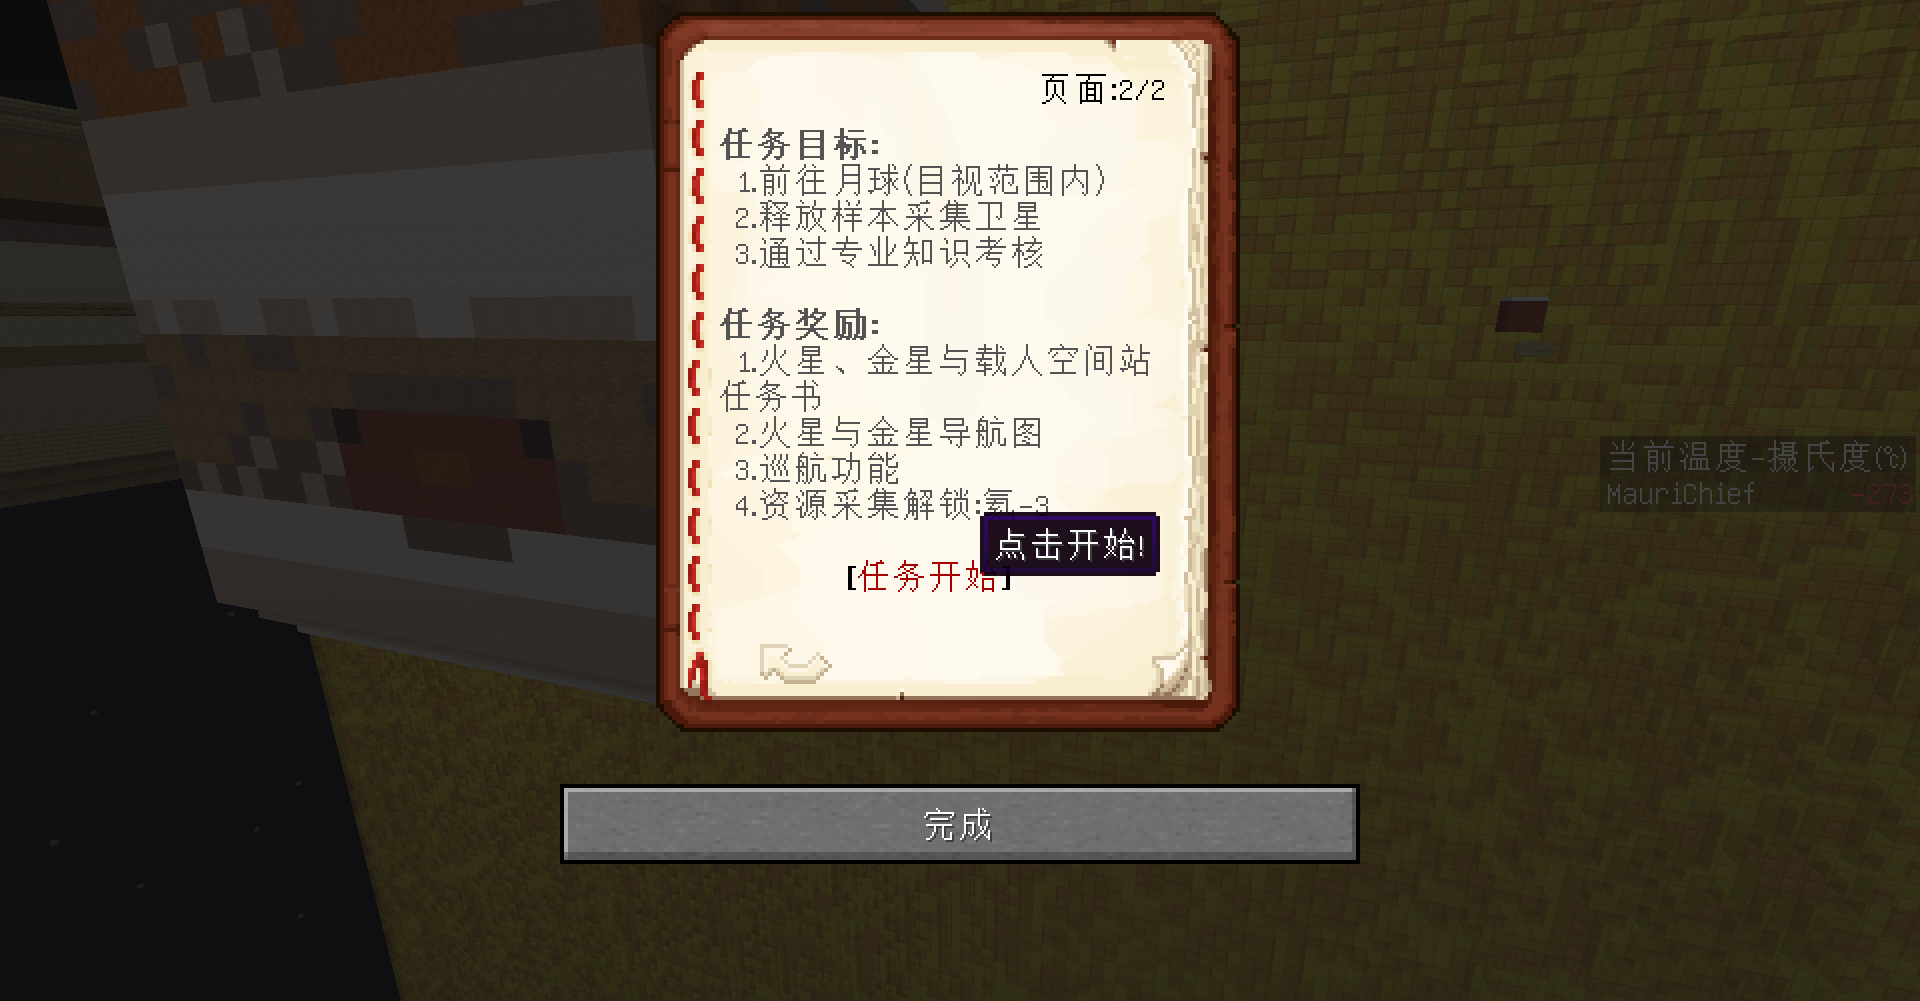 页面:2/2
任务目标:
1.前往月球(目视范围内)
2.释放样本采集卫星
3.通过专业知识考核
任务奖励:
1.火星、金星与载人空间站
任务书
2.火星与金星导航图
3.巡航功能
4.资源采集解锁:氦-3
点击开始!
[任务开始]
完成
当前温度-摄氏度(℃)
MauriChief -273